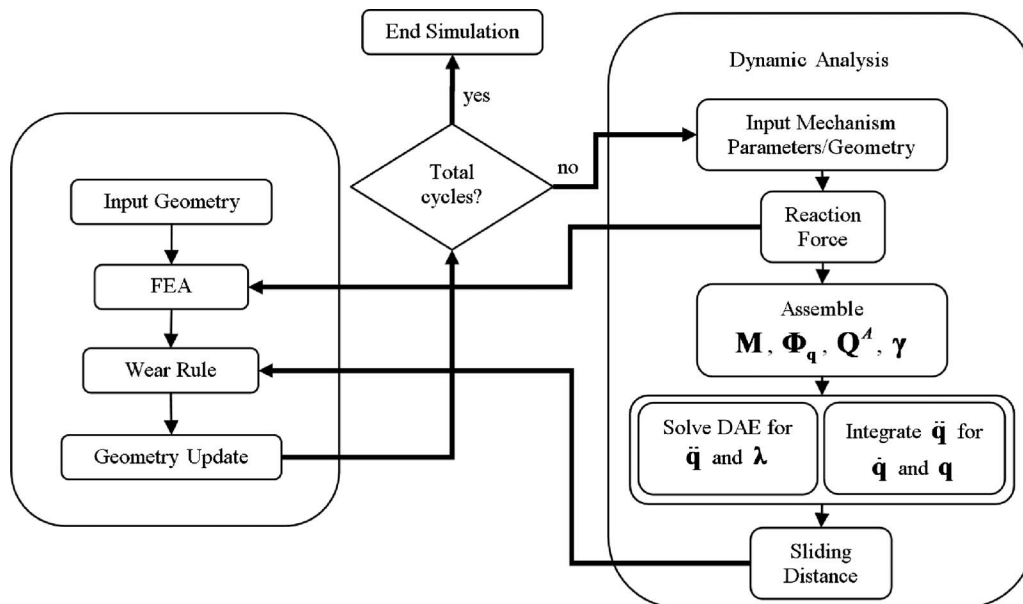 End Simulation
yes
Total
cycles?
no
Input Geometry
FEA
Wear Rule
Geometry Update
Dynamic Analysis
Input Mechanism
Parameters/Geometry
Reaction
Force
Assemble
M , Φq , Q^A , γ
Solve DAE for
q̈ and λ
Integrate q̈ for
q̇ and q
Sliding
Distance